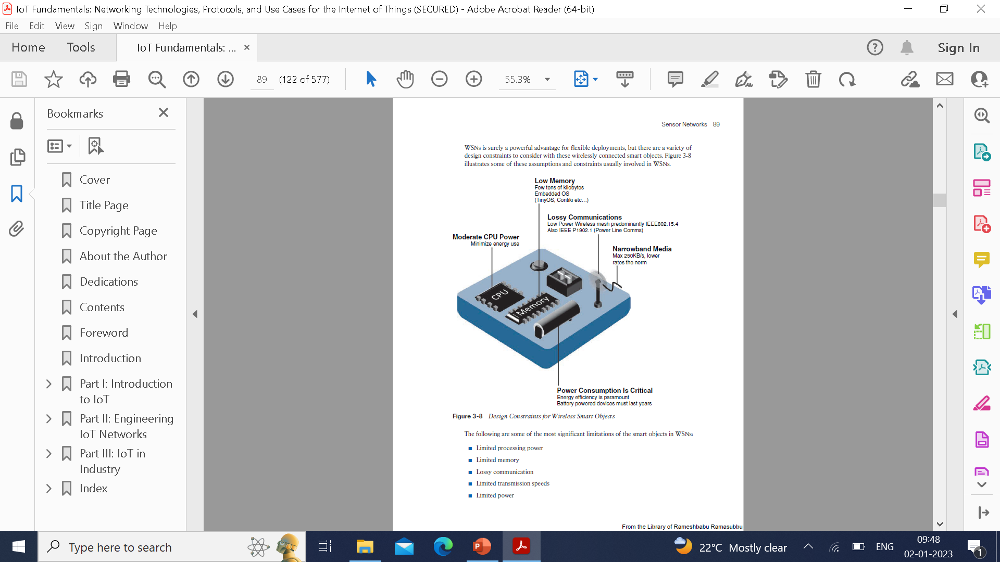 IoT Fundamentals: Networking Technologies, Protocols, and Use Cases for the Internet of Things (SECURED) - Adobe Acrobat Reader (64-bit)
File Edit View Sign Window Help
Home Tools IoT Fundamentals: ... × Sign In
89 (122 of 577) 55.3%
Bookmarks
Cover
Title Page
Copyright Page
About the Author
Dedications
Contents
Foreword
Introduction
Part I: Introduction
to IoT
Part II: Engineering
IoT Networks
Part III: IoT in
Industry
Index
Sensor Networks 89
WSNs is surely a powerful advantage for flexible deployments, but there are a variety of
design constraints to consider with these wirelessly connected smart objects. Figure 3-8
illustrates some of these assumptions and constraints usually involved in WSNs.
Low Memory
Few tens of kilobytes
Embedded OS
(TinyOS, Contiki etc…)
Lossy Communications
Low Power Wireless mesh predominantly IEEE802.15.4
Also IEEE P1902.1 (Power Line Comms)
Moderate CPU Power
Minimize energy use
Narrowband Media
Max 250KB/s, lower
rates the norm
CPU
Memory
Power Consumption Is Critical
Energy efficiency is paramount
Battery powered devices must last years
Figure 3-8 Design Constraints for Wireless Smart Objects
The following are some of the most significant limitations of the smart objects in WSNs:
■ Limited processing power
■ Limited memory
■ Lossy communication
■ Limited transmission speeds
■ Limited power
From the Library of Rameshbabu Ramasubbu
Type here to search
22°C Mostly clear
ENG
09:48
02-01-2023
1